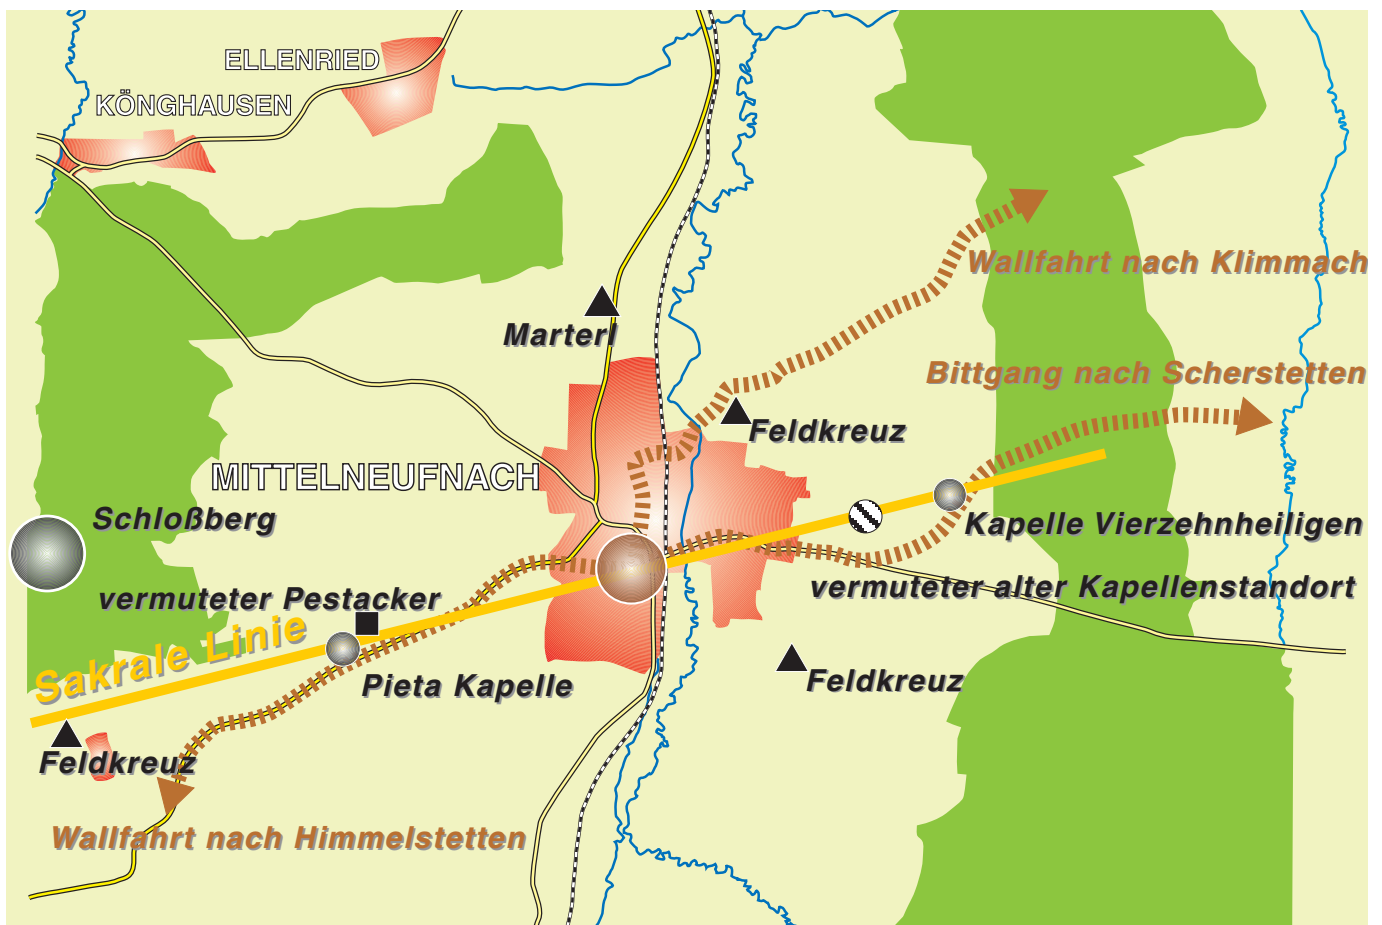 ELLENRIED
KÖNGHAUSEN
Wallfahrt nach Klimmach
Marterl
Bittgang nach Scherstetten
Feldkreuz
MITTELNEUFNACH
Schloßberg
Kapelle Vierzehnheiligen
vermuteter Pestacker
vermuteter alter Kapellenstandort
Sakrale Linie
Pieta Kapelle
Feldkreuz
Feldkreuz
Wallfahrt nach Himmelstetten